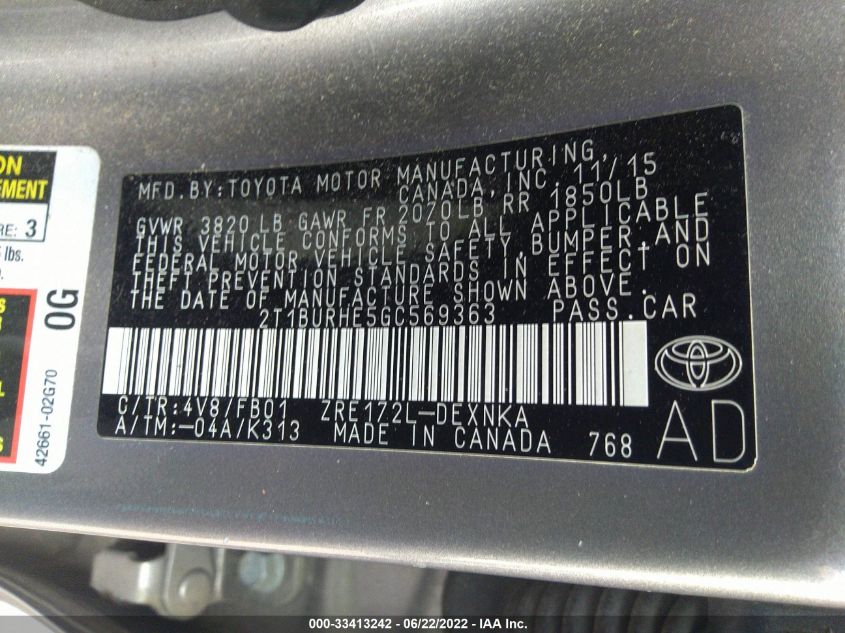 MFD.BY:TOYOTA MOTOR MANUFACTURING,
CANADA, INC. 11/15
GVWR 3820 LB GAWR FR 2070LB RR 1850LB
THIS VEHICLE CONFORMS TO ALL APPLICABLE
FEDERAL MOTOR VEHICLE SAFETY, BUMPER, AND
THEFT PREVENTION STANDARDS IN EFFECT ON
THE DATE OF MANUFACTURE SHOWN ABOVE.
2T1BURHE5GC569363 PASS.CAR
C/TR:4V8/FB01 ZRE172L-DEXNKA
A/TM:-04A/K313 MADE IN CANADA 768
AD
ON
EMENT
RE: 3
lbs.
0G
42661-02G70
000-33413242 - 06/22/2022 - IAA Inc.